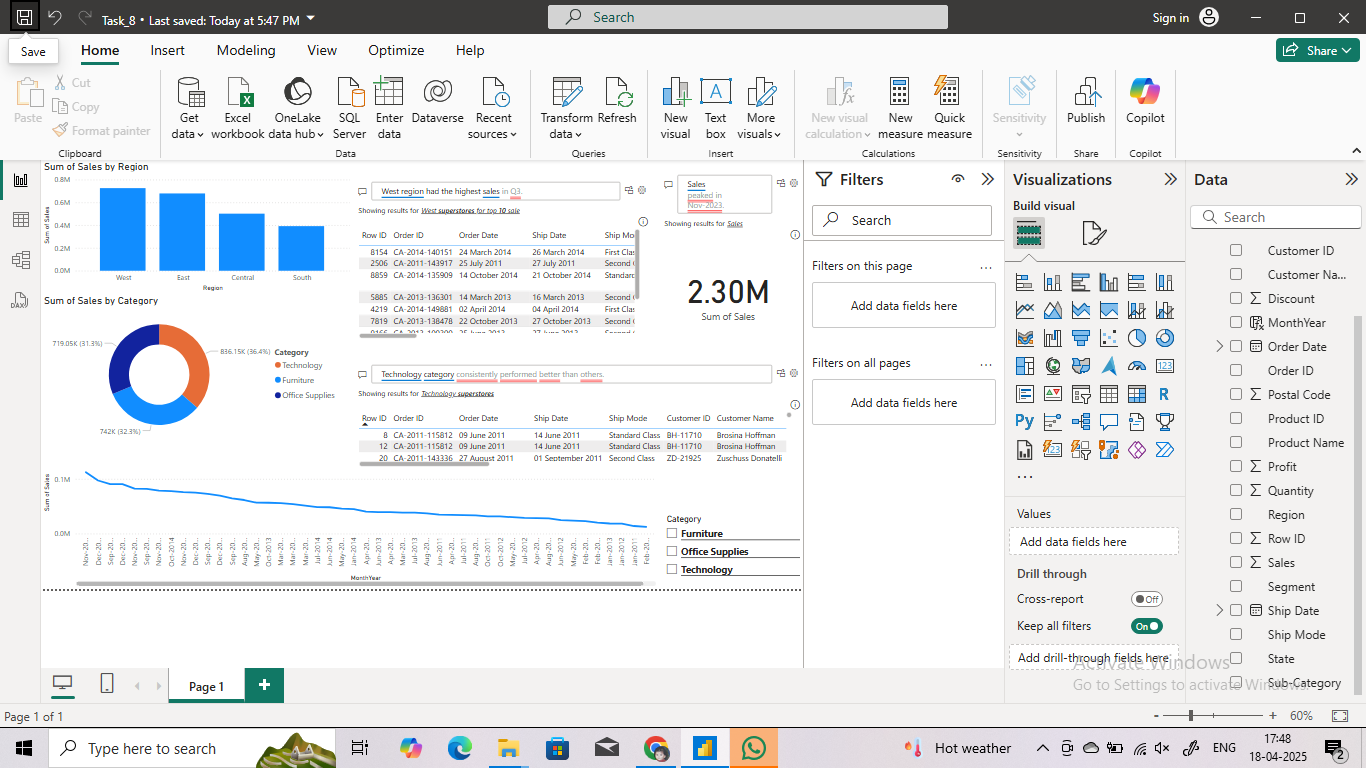 Task_8 • Last saved: Today at 5:47 PM
Search
Sign in
Save
Home
Insert
Modeling
View
Optimize
Help
Share
Paste
Cut
Copy
Format painter
Clipboard
Get data
Excel workbook
OneLake data hub
SQL Server
Enter data
Dataverse
Recent sources
Data
Transform data
Refresh
Queries
New visual
Text box
More visuals
Insert
New visual calculation
New measure
Quick measure
Calculations
Sensitivity
Sensitivity
Publish
Share
Copilot
Copilot
Sum of Sales by Region
0.8M
0.6M
0.4M
0.2M
0.0M
Sum of Sales
West
East
Central
South
Region
West region had the highest sales in Q3.
Showing results for West superstores for top 10 sale
Row ID Order ID Order Date Ship Date Ship Mo
8154 CA-2014-140151 24 March 2014 26 March 2014 First Clas
2506 CA-2011-143917 25 July 2011 27 July 2011 Second
8859 CA-2014-135909 14 October 2014 21 October 2014 Standard
5885 CA-2013-136301 14 March 2013 16 March 2013 Second
4219 CA-2014-149881 02 April 2014 04 April 2014 First Clas
7819 CA-2013-138478 22 October 2013 27 October 2013 Second
Sales
peaked in
Nov-2023.
Showing results for Sales
2.30M
Sum of Sales
Sum of Sales by Category
719.05K (31.3%)
836.15K (36.4%)
742K (32.3%)
Category
Technology
Furniture
Office Supplies
Technology category consistently performed better than others.
Showing results for Technology superstores
Row ID Order ID Order Date Ship Date Ship Mode Customer ID Customer Name
8 CA-2011-115812 09 June 2011 14 June 2011 Standard Class BH-11710 Brosina Hoffman
12 CA-2011-115812 09 June 2011 14 June 2011 Standard Class BH-11710 Brosina Hoffman
20 CA-2011-143336 27 August 2011 01 September 2011 Second Class ZD-21925 Zuschuss Donatelli
0.1M
0.0M
Sum of Sales
MonthYear
Category
Furniture
Office Supplies
Technology
Filters
Search
Filters on this page
...
Add data fields here
Filters on all pages
...
Add data fields here
Visualizations
Build visual
...
Values
Add data fields here
Drill through
Cross-report
Off
Keep all filters
On
Add drill-through fields here
Data
Search
Customer ID
Customer Na...
Discount
MonthYear
Order Date
Order ID
Postal Code
Product ID
Product Name
Profit
Quantity
Region
Row ID
Sales
Segment
Ship Date
Ship Mode
State
Sub-Category
Activate Windows
Go to Settings to activate Windows.
Page 1
Page 1 of 1
- + 60%
Type here to search
Hot weather
ENG
17:48
18-04-2025
2